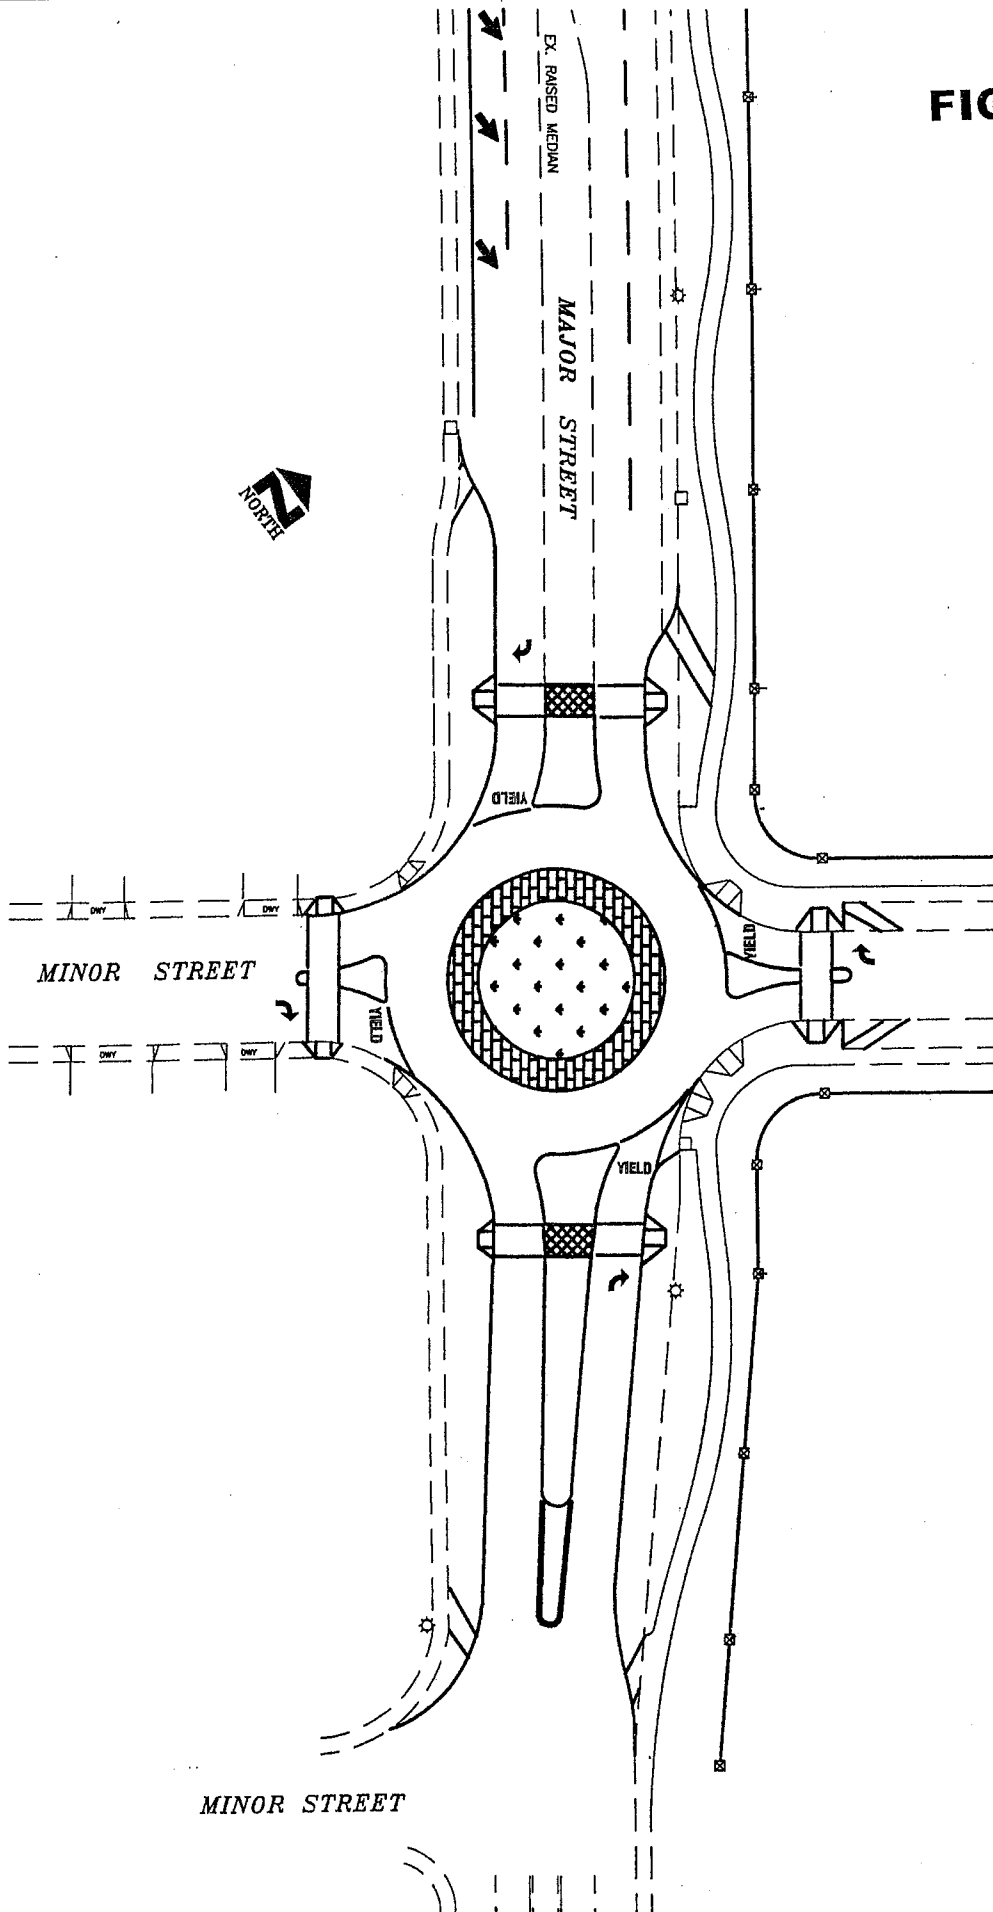 EX. RAISED MEDIAN
FIG
MAJOR STREET
NORTH
YIELD
DWY
DWY
MINOR STREET
YIELD
YIELD
DWY
DWY
YIELD
MINOR STREET